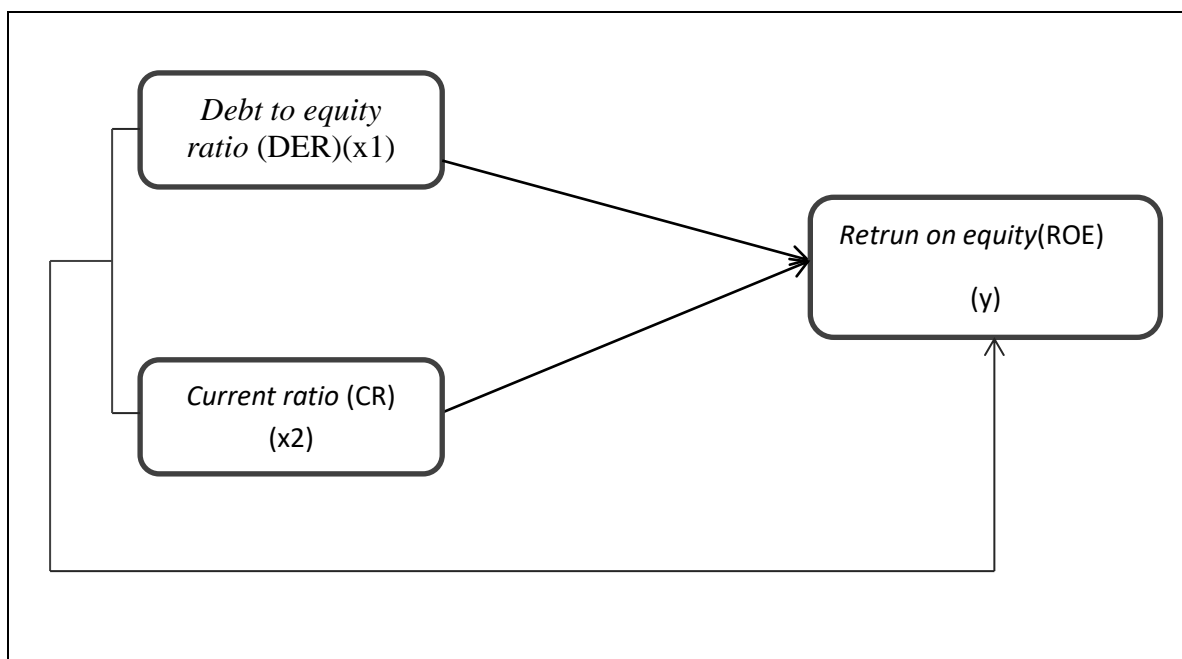 Debt to equity
ratio (DER)(x1)
Retrun on equity(ROE)
(y)
Current ratio (CR)
(x2)